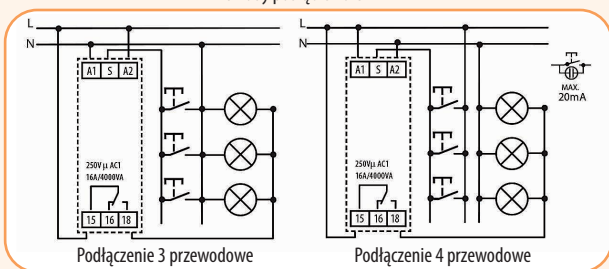 L
N
A1 S A2
250V µ AC1
16A/4000VA
15 16 18
Podłączenie 3 przewodowe
L
N
A1 S A2
250V µ AC1
16A/4000VA
15 16 18
Podłączenie 4 przewodowe
MAX.
20mA